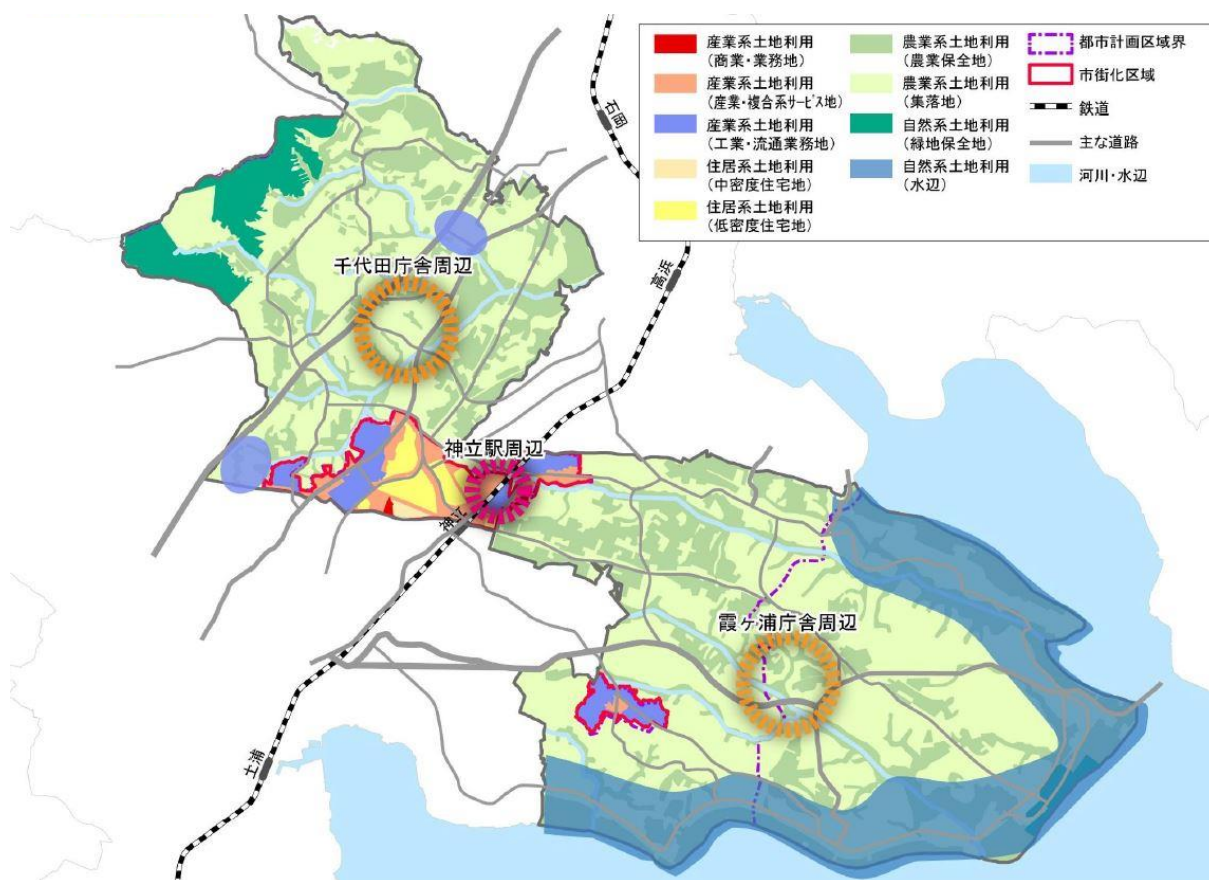 産業系土地利用
(商業・業務地)
産業系土地利用
(産業・複合系サービス地)
産業系土地利用
(工業・流通業務地)
住居系土地利用
(中密度住宅地)
住居系土地利用
(低密度住宅地)
農業系土地利用
(農業保全地)
農業系土地利用
(集落地)
自然系土地利用
(緑地保全地)
自然系土地利用
(水辺)
都市計画区域界
市街化区域
鉄道
主な道路
河川・水辺
石岡
高浜
千代田庁舎周辺
神立駅周辺
神立
霞ヶ浦庁舎周辺
土浦